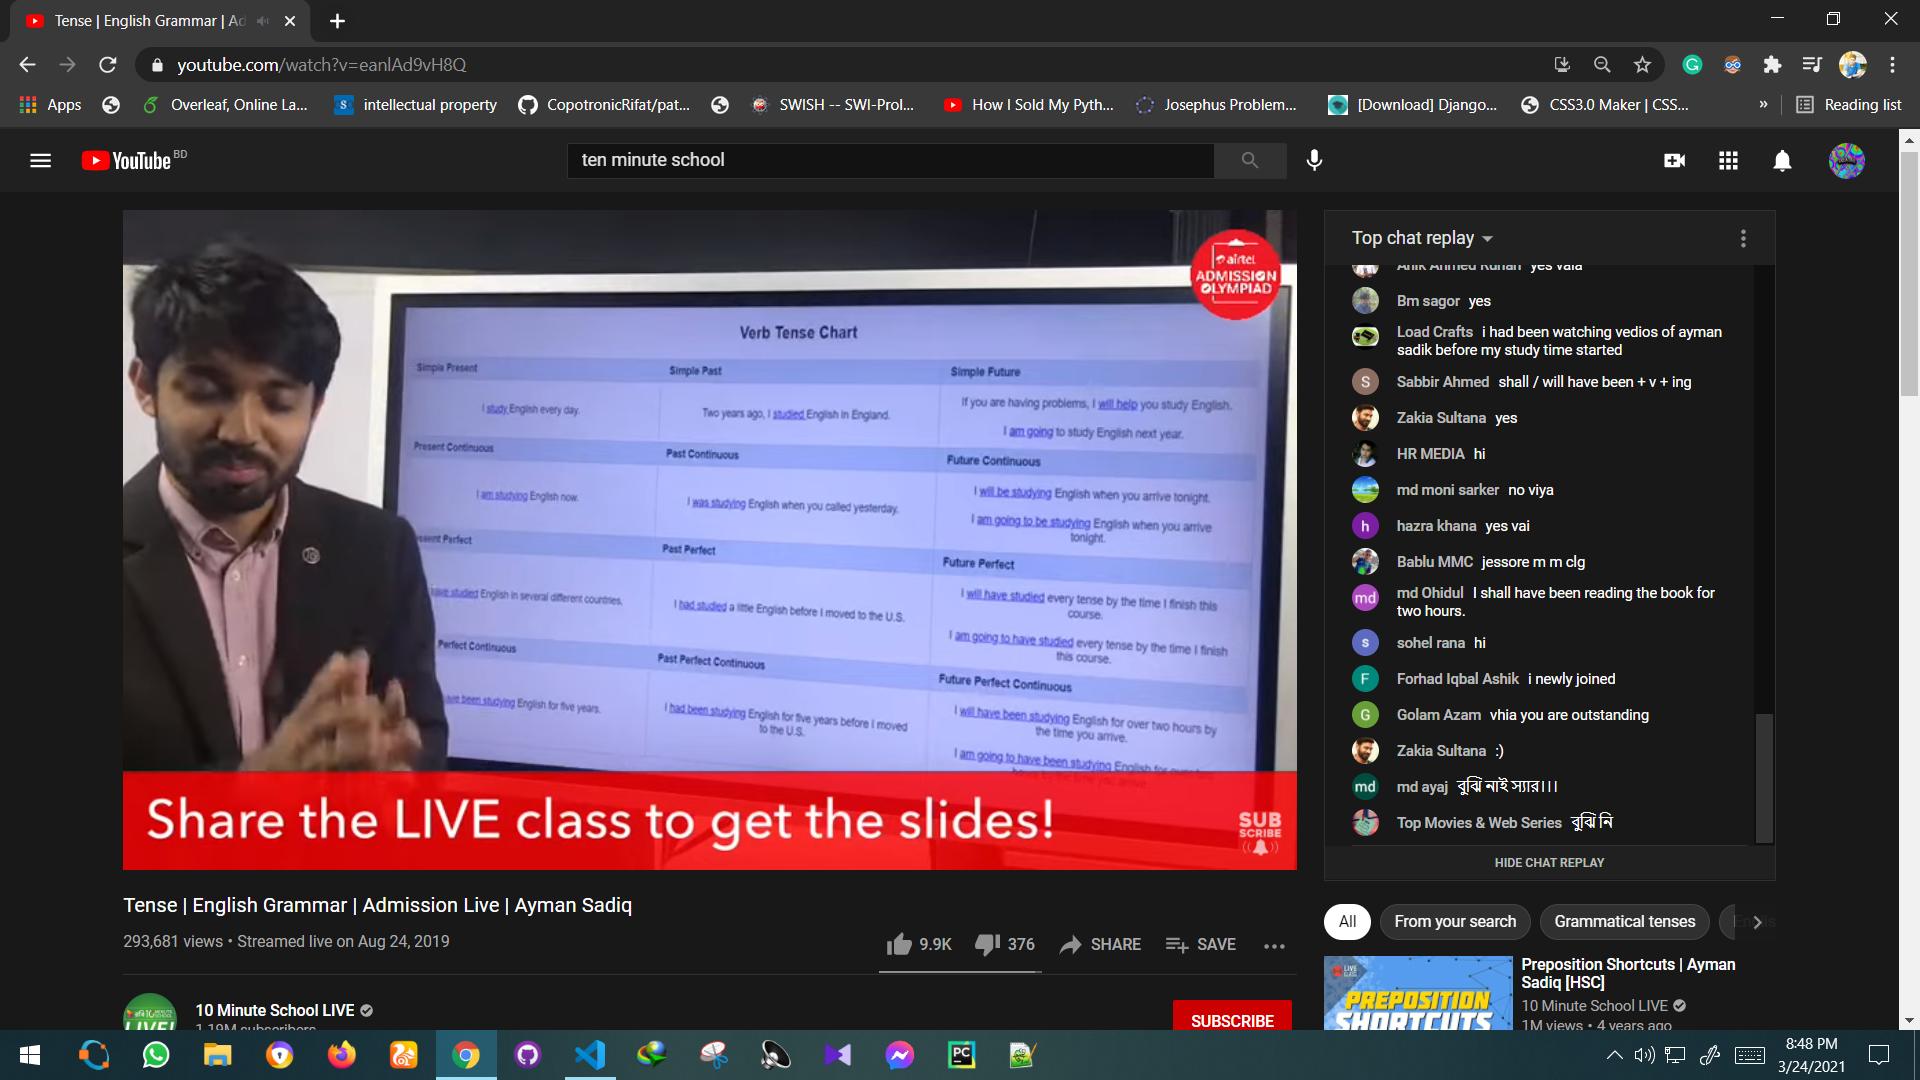 Tense | English Grammar | Ad
youtube.com/watch?v=eanlAd9vH8Q
Apps
Overleaf, Online La...
intellectual property
CopotronicRifat/pat...
SWISH -- SWI-Prol...
How I Sold My Pyth...
Josephus Problem...
[Download] Django...
CSS3.0 Maker | CSS...
»
Reading list
YouTube BD
ten minute school
airtel
ADMISSION
OLYMPIAD
Verb Tense Chart
Simple Present
Simple Past
Simple Future
I study English every day.
Two years ago, I studied English in England.
If you are having problems, I will help you study English.
I am going to study English next year.
Present Continuous
Past Continuous
Future Continuous
I am studying English now.
I was studying English when you called yesterday.
I will be studying English when you arrive tonight.
I am going to be studying English when you arrive
tonight.
Perfect
Past Perfect
Future Perfect
have studied English in several different countries.
I had studied a little English before I moved to the U.S.
I will have studied every tense by the time I finish this
course.
I am going to have studied every tense by the time I finish
this course.
Perfect Continuous
Past Perfect Continuous
Future Perfect Continuous
have been studying English for five years.
I had been studying English for five years before I moved
to the U.S.
I will have been studying English for over two hours by
the time you arrive.
I am going to have been studying English for
Share the LIVE class to get the slides!
SUB
SCRIBE
Top chat replay
Anik Ahmed Ruhan yes vaia
Bm sagor yes
Load Crafts i had been watching vedios of ayman
sadik before my study time started
S Sabbir Ahmed shall / will have been + v + ing
Zakia Sultana yes
HR MEDIA hi
md moni sarker no viya
h hazra khana yes vai
Bablu MMC jessore m m clg
md md Ohidul I shall have been reading the book for
two hours.
s sohel rana hi
F Forhad Iqbal Ashik i newly joined
G Golam Azam vhia you are outstanding
Zakia Sultana :)
md md ayaj বুঝি নাই স্যার।।।
Top Movies & Web Series বুঝি নি
HIDE CHAT REPLAY
Tense | English Grammar | Admission Live | Ayman Sadiq
293,681 views • Streamed live on Aug 24, 2019
9.9K
376
SHARE
SAVE
10 Minute School LIVE
1.19M subscribers
SUBSCRIBE
All
From your search
Grammatical tenses
LIVE
PREPOSITION
SHORTCUTS
Preposition Shortcuts | Ayman
Sadiq [HSC]
10 Minute School LIVE
1M views • 4 years ago
PC
8:48 PM
3/24/2021